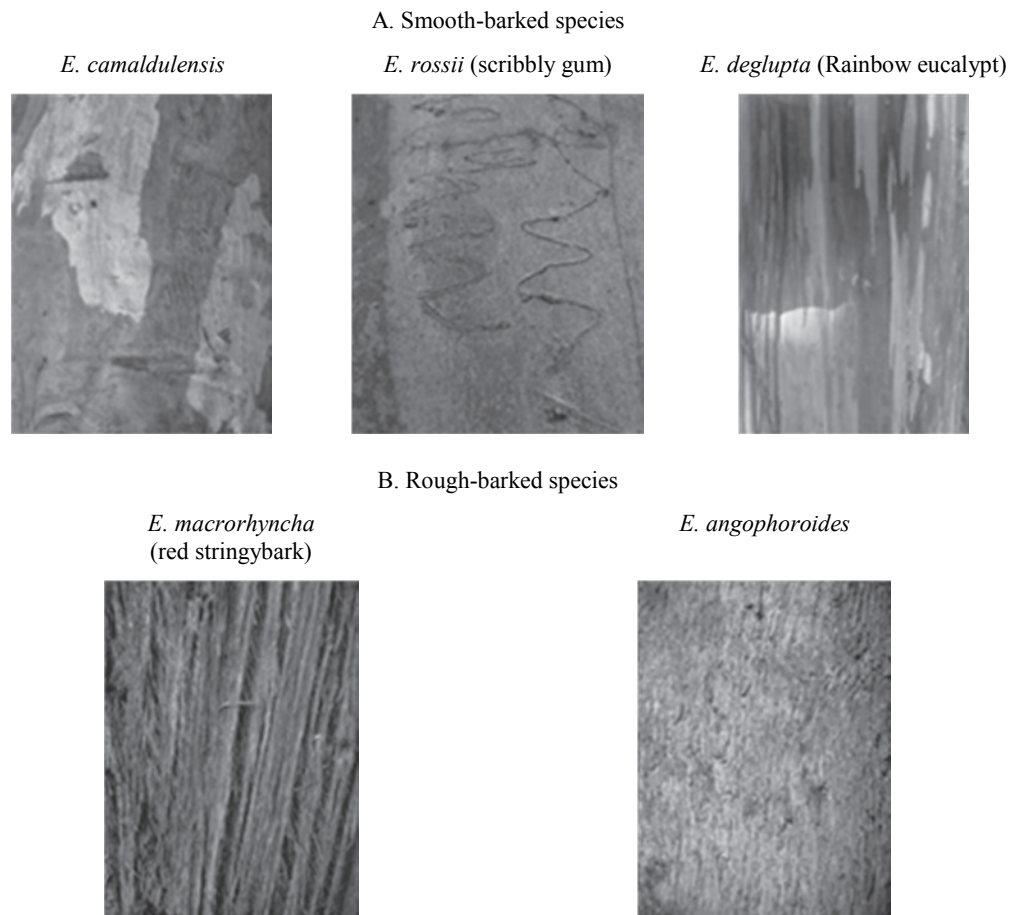 A. Smooth-barked species
E. camaldulensis
E. rossii (scribbly gum)
E. deglupta (Rainbow eucalypt)
B. Rough-barked species
E. macrorhyncha
(red stringybark)
E. angophoroides